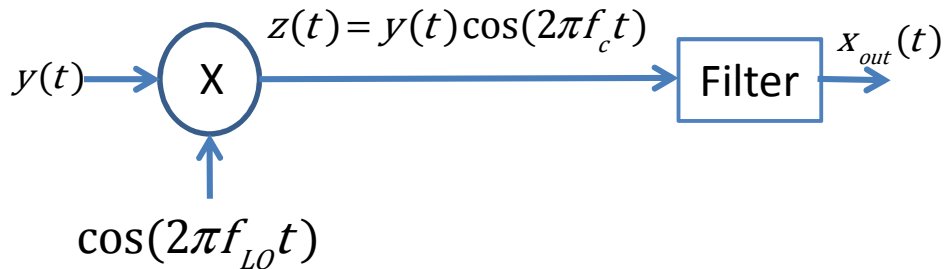 z(t) = y(t)cos(2πf_c t)
x_out(t)
y(t)
X
Filter
cos(2πf_LO t)